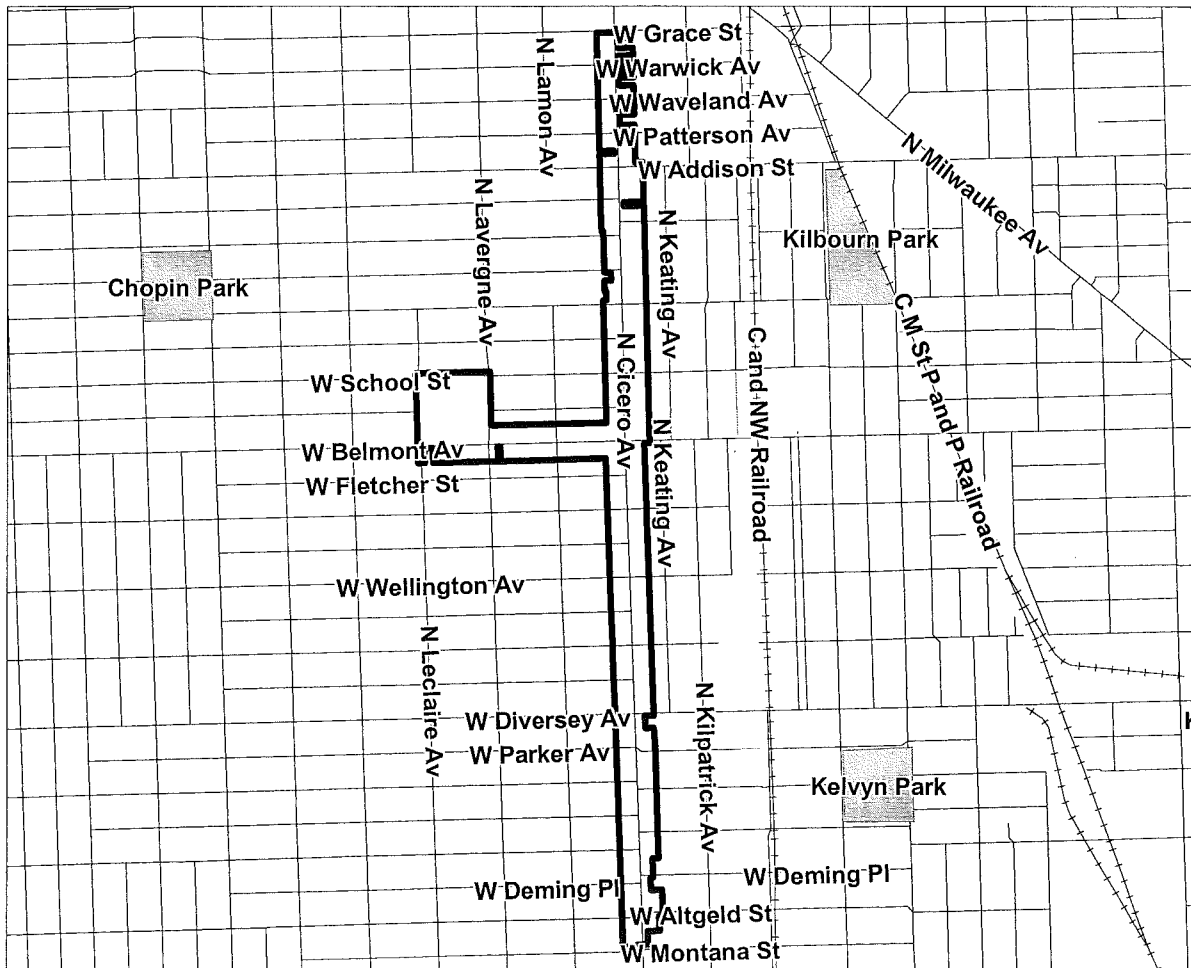 W Grace St
N Lamon Av
W Warwick Av
W Waveland Av
W Patterson Av
N Milwaukee Av
W Addison St
N Lavergne Av
N Keating Av
Kilbourn Park
Chopin Park
C M St P and P Railroad
C and NW Railroad
N Cicero Av
W School St
N Keating Av
W Belmont Av
W Fletcher St
W Wellington Av
N Leclaire Av
N Kilpatrick Av
W Diversey Av
K
W Parker Av
Kelvyn Park
W Deming Pl
W Deming Pl
W Altgeld St
W Montana St